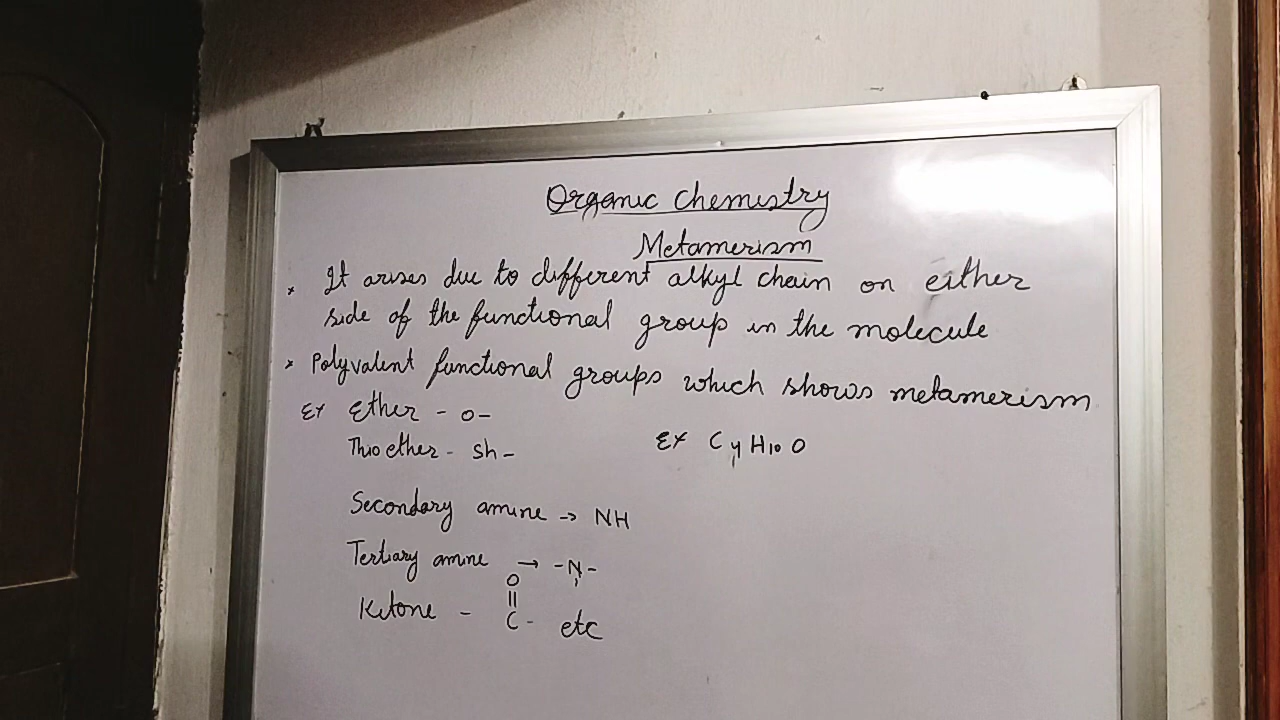 Organic Chemistry
Metamerism
* It arises due to different alkyl chain on either
side of the functional group in the molecule
* Polyvalent functional groups which shows metamerism
Ex Ether - o-
Thio ether - Sh - Ex C4H10O
Secondary amine -> NH
Tertiary amine → -N-
O
||
Ketone - C - etc